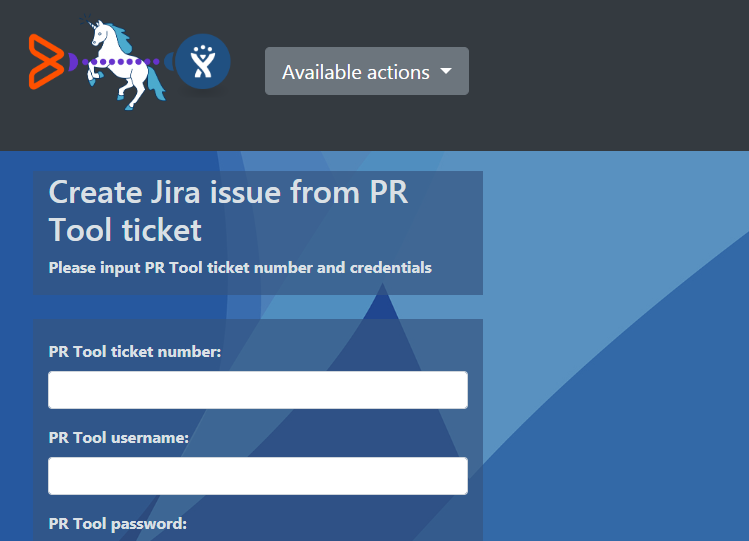 Available actions
Create Jira issue from PR
Tool ticket
Please input PR Tool ticket number and credentials
PR Tool ticket number:
PR Tool username:
PR Tool password: